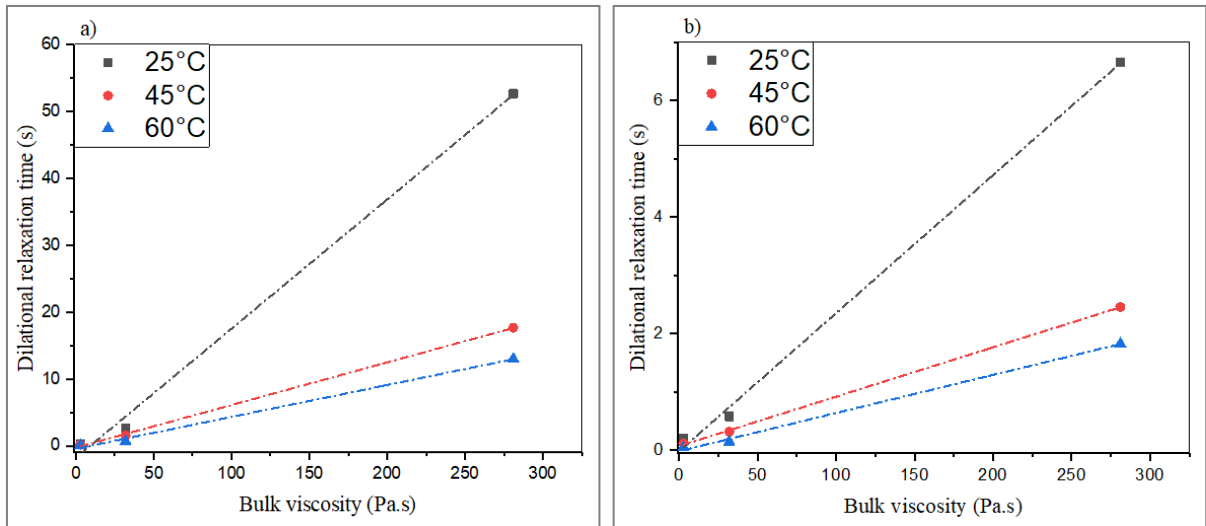 a)
25°C
45°C
60°C
60
50
40
30
20
10
0
Dilational relaxation time (s)
0 50 100 150 200 250 300
Bulk viscosity (Pa.s)
b)
25°C
45°C
60°C
6
4
2
0
Dilational relaxation time (s)
0 50 100 150 200 250 300
Bulk viscosity (Pa.s)